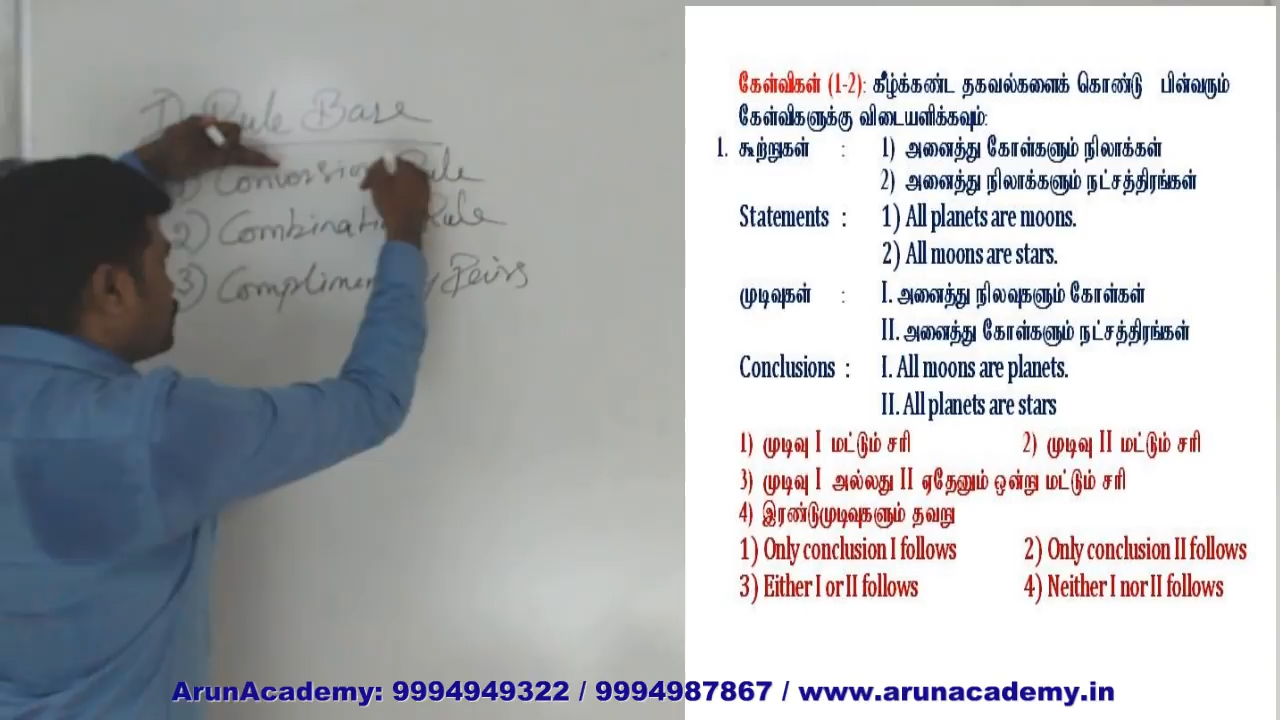 I) Rule Base
1) Conversion Rule
2) Combination Rule
3) Complimentary Peirs
கேள்விகள் (1-2): கீழ்க்கண்ட தகவல்களைக் கொண்டு பின்வரும்
கேள்விகளுக்கு விடையளிக்கவும்:
1. கூற்றுகள் : 1) அனைத்து கோள்களும் நிலாக்கள்
2) அனைத்து நிலாக்களும் நட்சத்திரங்கள்
Statements : 1) All planets are moons.
2) All moons are stars.
முடிவுகள் : I. அனைத்து நிலவுகளும் கோள்கள்
II. அனைத்து கோள்களும் நட்சத்திரங்கள்
Conclusions : I. All moons are planets.
II. All planets are stars
1) முடிவு I மட்டும் சரி 2) முடிவு II மட்டும் சரி
3) முடிவு I அல்லது II ஏதேனும் ஒன்று மட்டும் சரி
4) இரண்டுமுடிவுகளும் தவறு
1) Only conclusion I follows 2) Only conclusion II follows
3) Either I or II follows 4) Neither I nor II follows
ArunAcademy: 9994949322 / 9994987867 / www.arunacademy.in